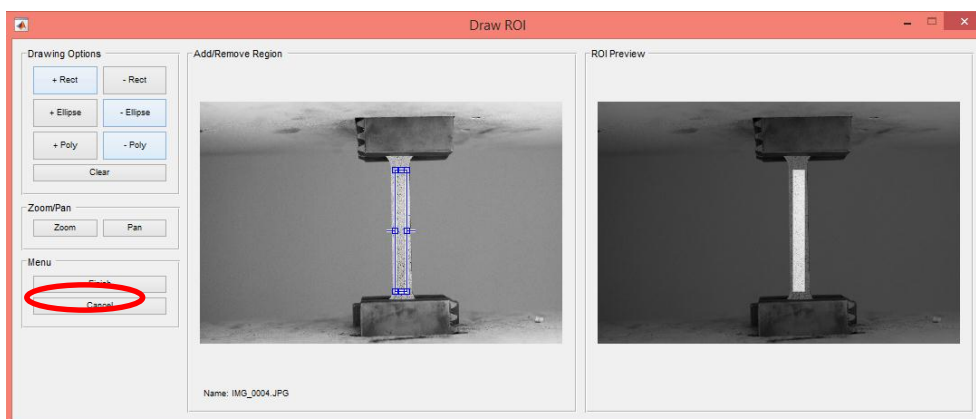 Draw ROI
Drawing Options
+ Rect
- Rect
+ Ellipse
- Ellipse
+ Poly
- Poly
Clear
Zoom/Pan
Zoom
Pan
Menu
Finish
Cancel
Add/Remove Region
Name: IMG_0004.JPG
ROI Preview